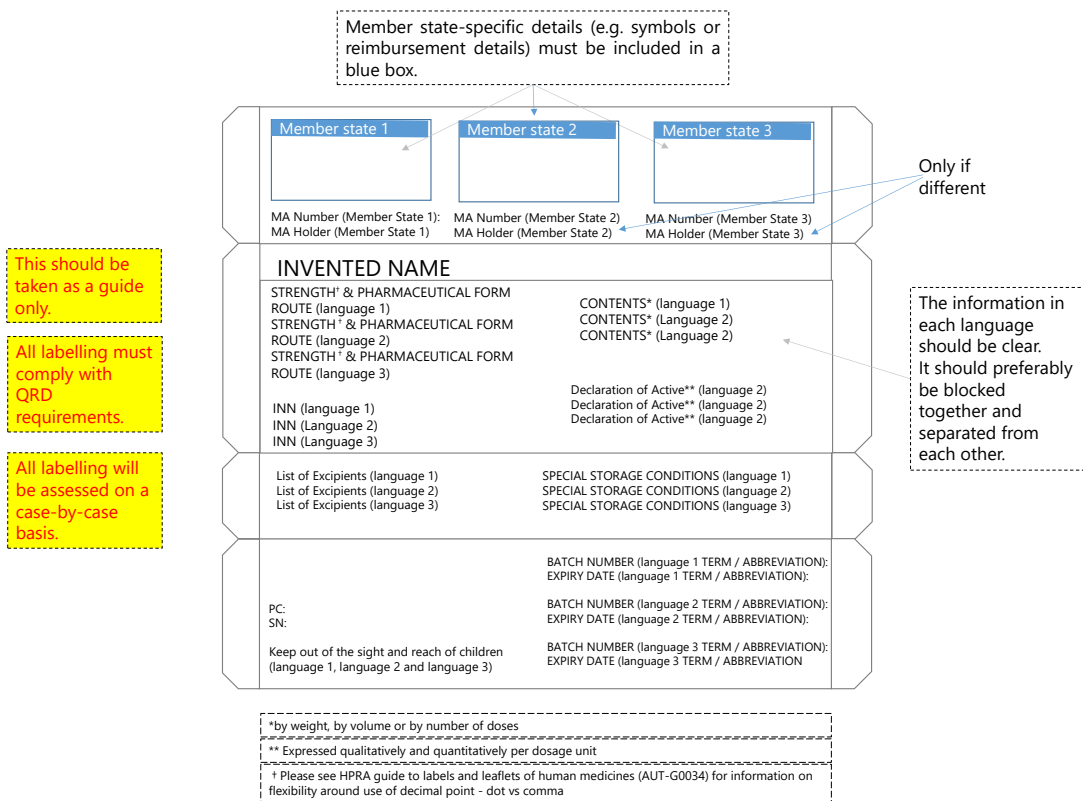 Member state-specific details (e.g. symbols or
reimbursement details) must be included in a
blue box.
Member state 1
Member state 2
Member state 3
Only if
different
MA Number (Member State 1):
MA Holder (Member State 1)
MA Number (Member State 2)
MA Holder (Member State 2)
MA Number (Member State 3)
MA Holder (Member State 3)
This should be
taken as a guide
only.
All labelling must
comply with
QRD
requirements.
All labelling will
be assessed on a
case-by-case
basis.
INVENTED NAME
STRENGTH† & PHARMACEUTICAL FORM
ROUTE (language 1)
STRENGTH † & PHARMACEUTICAL FORM
ROUTE (language 2)
STRENGTH † & PHARMACEUTICAL FORM
ROUTE (language 3)
INN (language 1)
INN (Language 2)
INN (Language 3)
CONTENTS* (language 1)
CONTENTS* (Language 2)
CONTENTS* (Language 2)
Declaration of Active** (language 2)
Declaration of Active** (language 2)
Declaration of Active** (language 2)
The information in
each language
should be clear.
It should preferably
be blocked
together and
separated from
each other.
List of Excipients (language 1)
List of Excipients (language 2)
List of Excipients (language 3)
SPECIAL STORAGE CONDITIONS (language 1)
SPECIAL STORAGE CONDITIONS (language 2)
SPECIAL STORAGE CONDITIONS (language 3)
PC:
SN:
Keep out of the sight and reach of children
(language 1, language 2 and language 3)
BATCH NUMBER (language 1 TERM / ABBREVIATION):
EXPIRY DATE (language 1 TERM / ABBREVIATION):
BATCH NUMBER (language 2 TERM / ABBREVIATION):
EXPIRY DATE (language 2 TERM / ABBREVIATION):
BATCH NUMBER (language 3 TERM / ABBREVIATION):
EXPIRY DATE (language 3 TERM / ABBREVIATION
*by weight, by volume or by number of doses
** Expressed qualitatively and quantitatively per dosage unit
† Please see HPRA guide to labels and leaflets of human medicines (AUT-G0034) for information on
flexibility around use of decimal point - dot vs comma